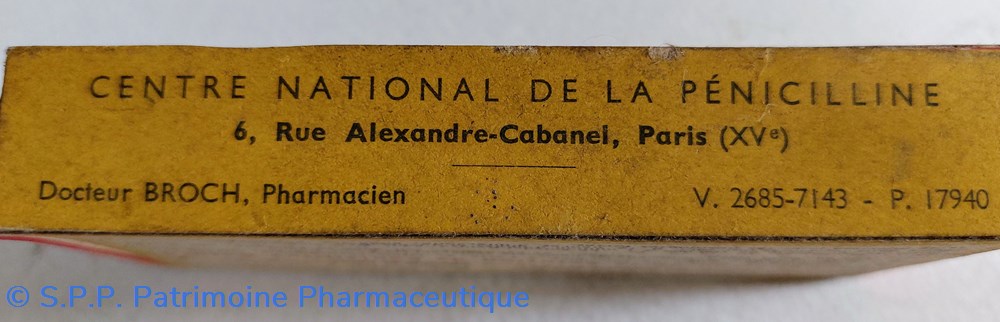 CENTRE NATIONAL DE LA PÉNICILLINE
6, Rue Alexandre-Cabanel, Paris (XVᵉ)
Docteur BROCH, Pharmacien V. 2685-7143 - P. 17940
© S.P.P. Patrimoine Pharmaceutique